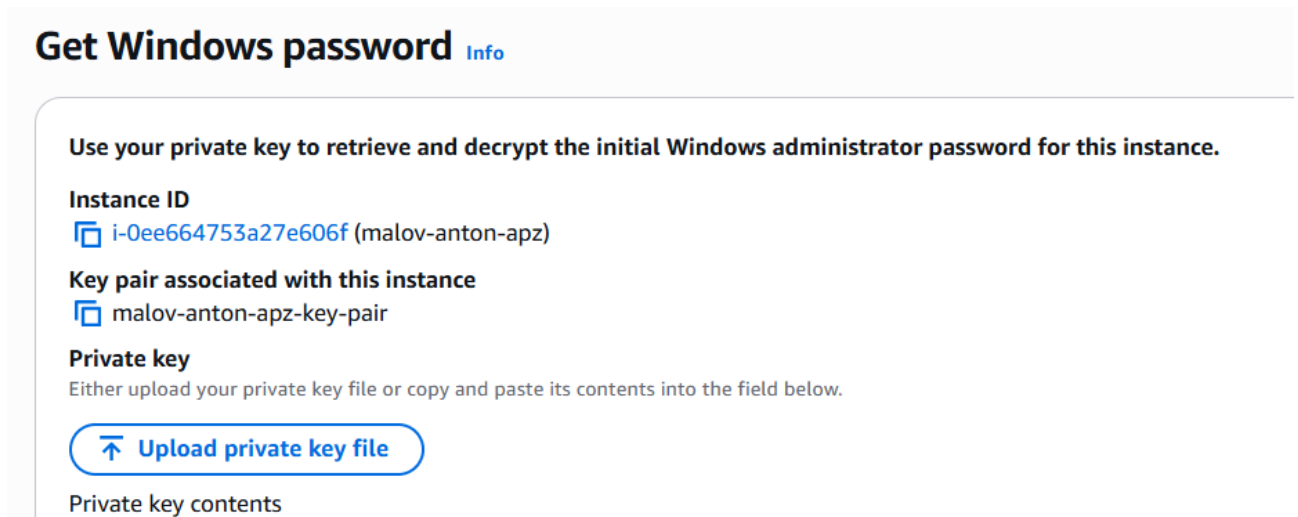 Get Windows password Info
Use your private key to retrieve and decrypt the initial Windows administrator password for this instance.
Instance ID
i-0ee664753a27e606f (malov-anton-apz)
Key pair associated with this instance
malov-anton-apz-key-pair
Private key
Either upload your private key file or copy and paste its contents into the field below.
Upload private key file
Private key contents